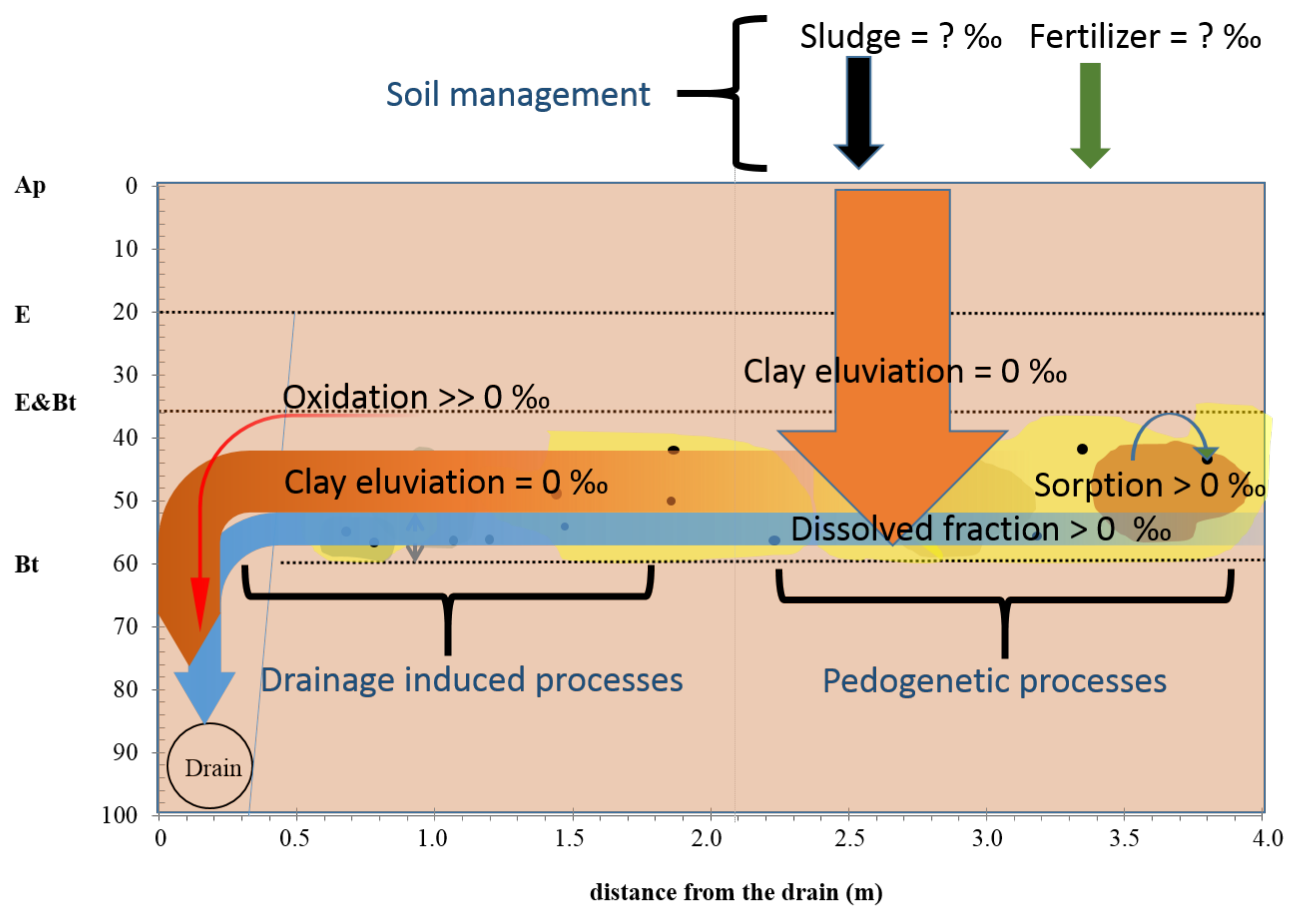 Sludge = ? ‰ Fertilizer = ? ‰
Soil management
Ap 0
10
E 20
30
Clay eluviation = 0 ‰
Oxidation >> 0 ‰
E&Bt
40
Clay eluviation = 0 ‰
Sorption > 0 ‰
50
Dissolved fraction > 0 ‰
Bt 60
70
Drainage induced processes
Pedogenetic processes
80
90
Drain
100
0 0.5 1.0 1.5 2.0 2.5 3.0 3.5 4.0
distance from the drain (m)